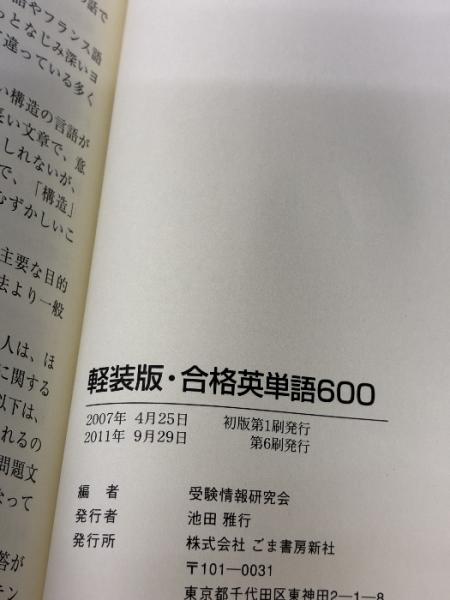 話で
語やフランス語
っとなじみ深いヨ
て違っている多く
い構造の言語が
長い文章で、意
しれないが、
で、「構造」
むずかしいこ
主要な目的
法より一般
人は、ほ
に関する
以下は、
れるの
問題文
なって
答が
軽装版・合格英単語600
2007年 4月25日 初版第1刷発行
2011年 9月29日 第6刷発行
編者 受験情報研究会
発行者 池田 雅行
発行所 株式会社 ごま書房新社
〒101-0031
東京都千代田区東神田2-1-8